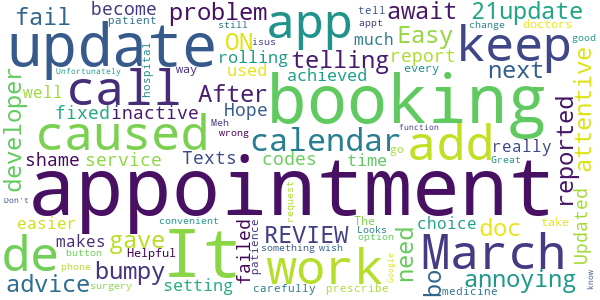 fail
become
patient
problem
app
await
21update
tell
still
appt
change
doctors
isus
good
update
ON
Easy
keep
Unfortunately
hospital
way
rolling
much
telling
report
every
next
call
After
used
achieved
well
developer
fixed
inactive
Hope
booking
attentive
reported
caused
Meh
wrong
calendar
function
add
shame
service
Texts
codes
time
go
really
Great
appointment
Don't
Updated
de
It
easier
gave
convenient
request
The
choice
doc
take
makes
button
failed
patience
REVIEW
Looks
option
need
March
know
Helpful
something
wish
work
Google
bo
annoying
advice
bumpy
phone
surgery
setting
carefully
prescribe
medicine